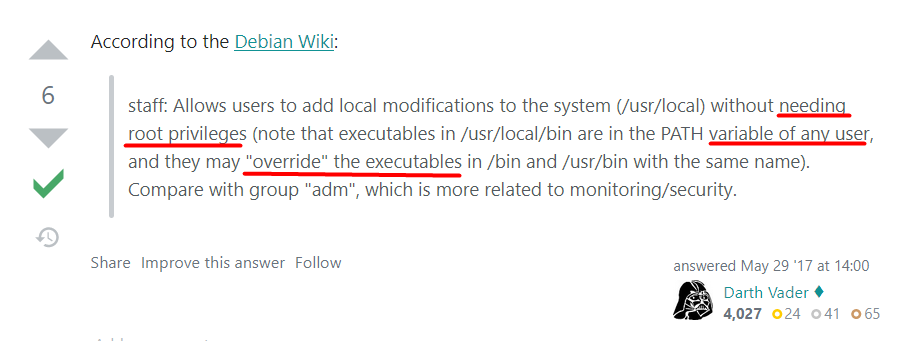 According to the Debian Wiki:
6
staff: Allows users to add local modifications to the system (/usr/local) without needing
root privileges (note that executables in /usr/local/bin are in the PATH variable of any user,
and they may "override" the executables in /bin and /usr/bin with the same name).
Compare with group "adm", which is more related to monitoring/security.
Share Improve this answer Follow
answered May 29 '17 at 14:00
Darth Vader
4,027 24 41 65